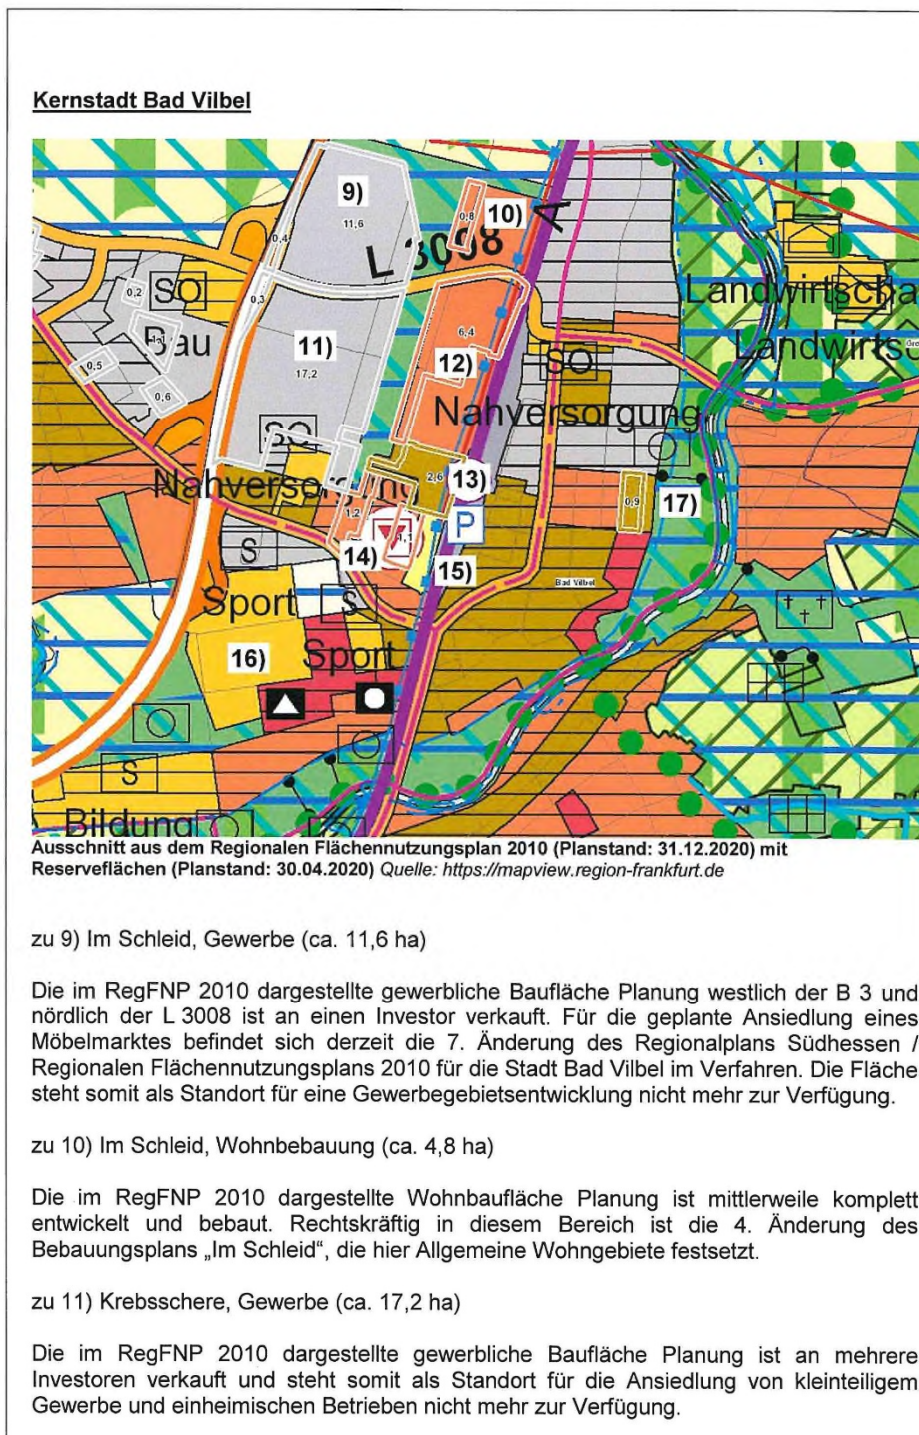 Kernstadt Bad Vilbel
9)
11,6
0,8
10)
A
L 3098
0,4
0,3
0,2
SO
Bau
1,1
0,5
0,6
11)
17,2
6,4
12)
SO
Landwirtscha
Landwirtsc
Gro
Nahversorgung
SO
Nahversorgung
2,6
13)
0,9
17)
1,2
P
1,1
14)
15)
Bad Vilbel
S
Sport
S
16)
Sport
S
Bildung
Ausschnitt aus dem Regionalen Flächennutzungsplan 2010 (Planstand: 31.12.2020) mit
Reserveflächen (Planstand: 30.04.2020) Quelle: https://mapview.region-frankfurt.de
zu 9) Im Schleid, Gewerbe (ca. 11,6 ha)
Die im RegFNP 2010 dargestellte gewerbliche Baufläche Planung westlich der B 3 und
nördlich der L 3008 ist an einen Investor verkauft. Für die geplante Ansiedlung eines
Möbelmarktes befindet sich derzeit die 7. Änderung des Regionalplans Südhessen /
Regionalen Flächennutzungsplans 2010 für die Stadt Bad Vilbel im Verfahren. Die Fläche
steht somit als Standort für eine Gewerbegebietsentwicklung nicht mehr zur Verfügung.
zu 10) Im Schleid, Wohnbebauung (ca. 4,8 ha)
Die im RegFNP 2010 dargestellte Wohnbaufläche Planung ist mittlerweile komplett
entwickelt und bebaut. Rechtskräftig in diesem Bereich ist die 4. Änderung des
Bebauungsplans „Im Schleid“, die hier Allgemeine Wohngebiete festsetzt.
zu 11) Krebsschere, Gewerbe (ca. 17,2 ha)
Die im RegFNP 2010 dargestellte gewerbliche Baufläche Planung ist an mehrere
Investoren verkauft und steht somit als Standort für die Ansiedlung von kleinteiligem
Gewerbe und einheimischen Betrieben nicht mehr zur Verfügung.